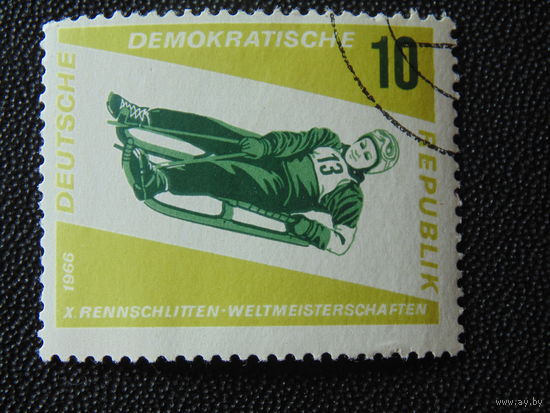 DEUTSCHE
DEMOKRATISCHE
REPUBLIK
10
13
1966
X. RENNSCHLITTEN-WELTMEISTERSCHAFTEN
© www.ay.by